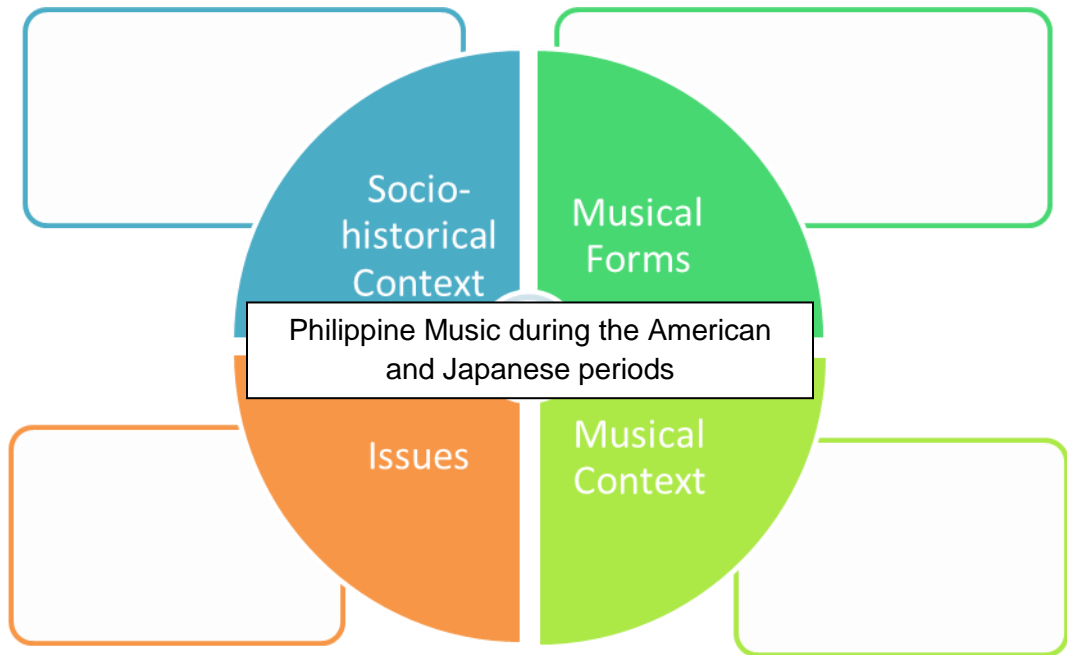 Socio-
historical
Context
Musical
Forms
Philippine Music during the American
and Japanese periods
Issues
Musical
Context